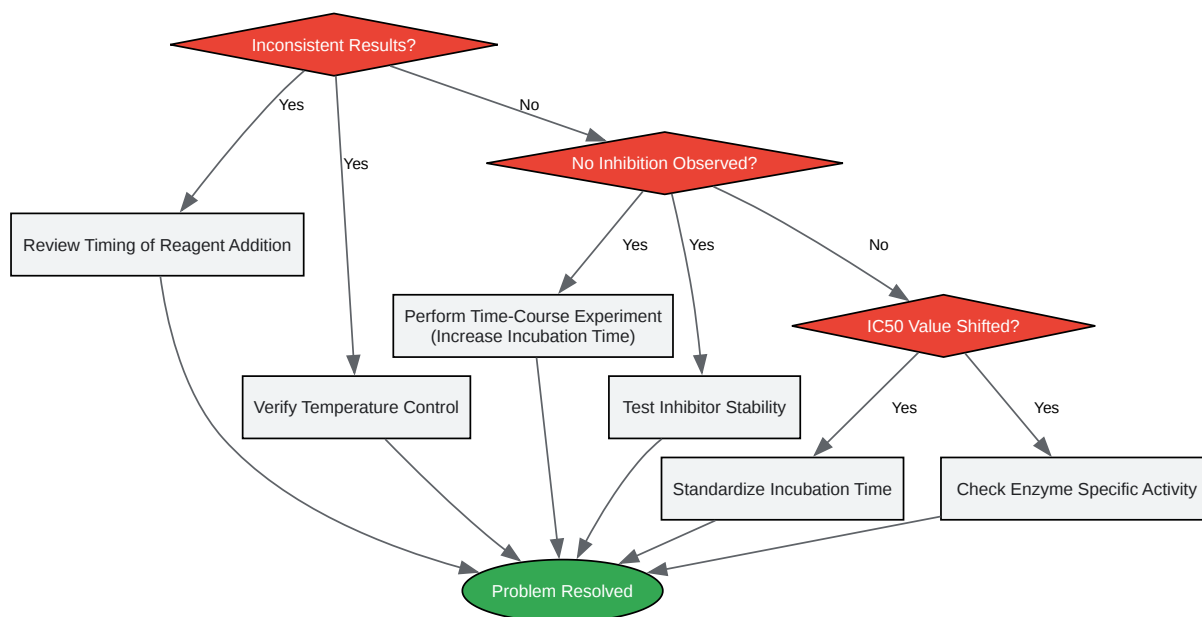 Inconsistent Results?
Yes
No
Yes
No Inhibition Observed?
Review Timing of Reagent Addition
Yes
Yes
No
Perform Time-Course Experiment
(Increase Incubation Time)
IC50 Value Shifted?
Verify Temperature Control
Test Inhibitor Stability
Yes
Yes
Standardize Incubation Time
Check Enzyme Specific Activity
Problem Resolved